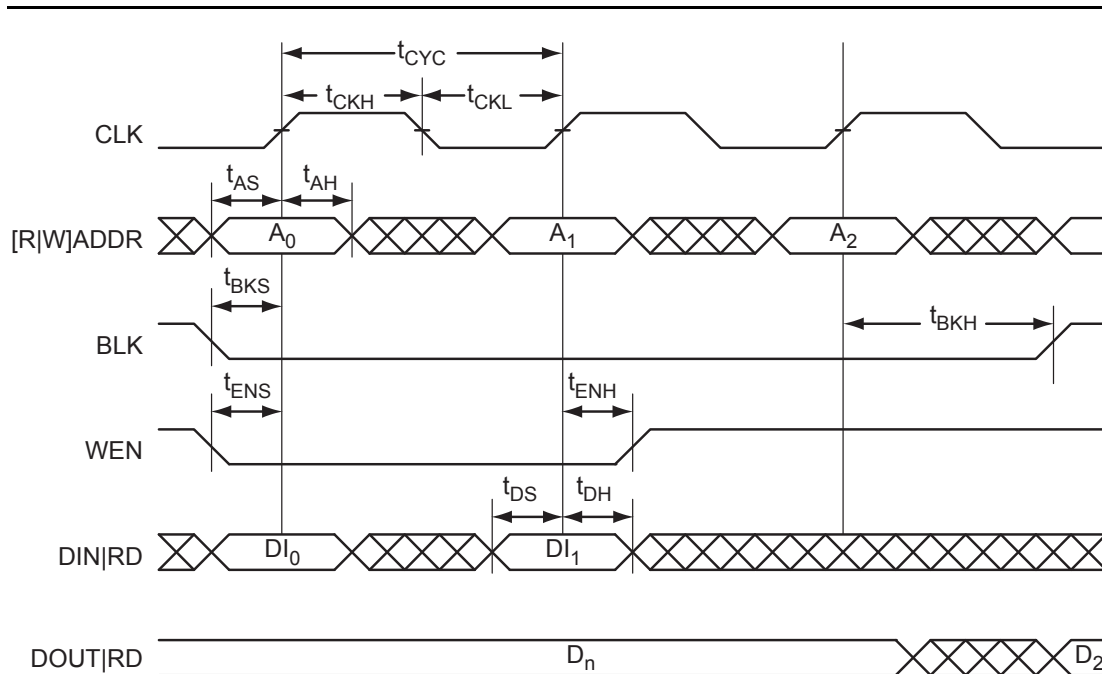 tCYC
tCKH tCKL
CLK
tAS tAH
[R|W]ADDR A0 A1 A2
tBKS tBKH
BLK
tENS tENH
WEN
tDS tDH
DIN|RD DI0 DI1
DOUT|RD Dn D2